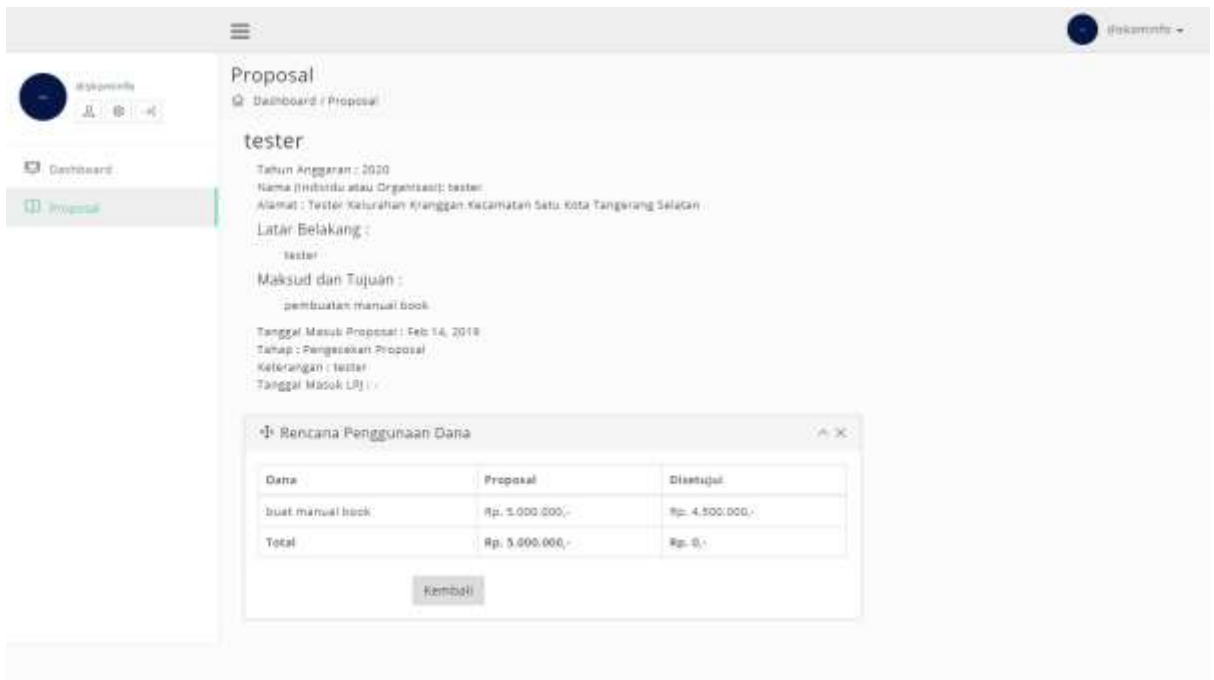 diskominfo
diskominfo
Dashboard
Proposal
Proposal
Dashboard / Proposal
tester
Tahun Anggaran : 2020
Nama (Individu atau Organisasi): tester
Alamat : Tester Kelurahan Kranggan Kecamatan Setu Kota Tangerang Selatan
Latar Belakang :
tester
Maksud dan Tujuan :
pembuatan manual book
Tanggal Masuk Proposal : Feb 14, 2019
Tahap : Pengecekan Proposal
Keterangan : tester
Tanggal Masuk LPJ : -
Rencana Penggunaan Dana
Dana Proposal Disetujui
buat manual book Rp. 5.000.000,- Rp. 4.500.000,-
Total Rp. 5.000.000,- Rp. 0,-
Kembali